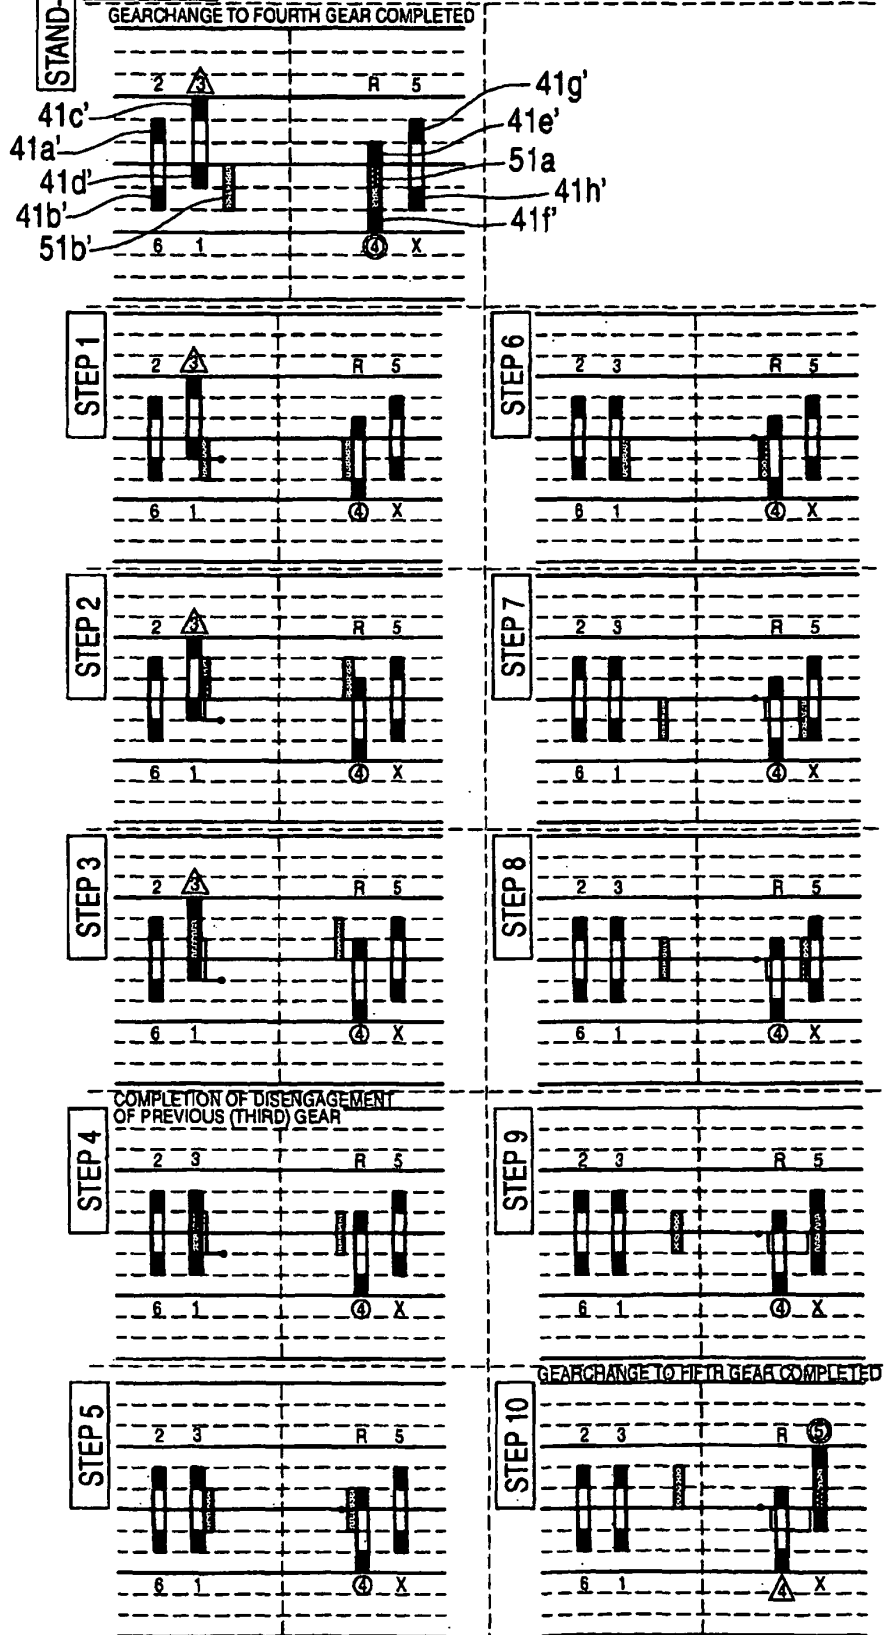 STAND-
GEARCHANGE TO FOURTH GEAR COMPLETED
2 3 R 5
41c'
41a'
41d'
41b'
51b'
41g'
41e'
51a
41h'
41f'
6 1 4 X
STEP 1
2 3 R 5
6 1 4 X
STEP 2
2 3 R 5
6 1 4 X
STEP 3
2 3 R 5
6 1 4 X
COMPLETION OF DISENGAGEMENT
OF PREVIOUS (THIRD) GEAR
STEP 4
2 3 R 5
6 1 4 X
STEP 5
2 3 R 5
6 1 4 X
STEP 6
2 3 R 5
6 1 4 X
STEP 7
2 3 R 5
6 1 4 X
STEP 8
2 3 R 5
6 1 4 X
STEP 9
2 3 R 5
6 1 4 X
GEARCHANGE TO FIFTH GEAR COMPLETED
STEP 10
2 3 R 5
6 1 4 X